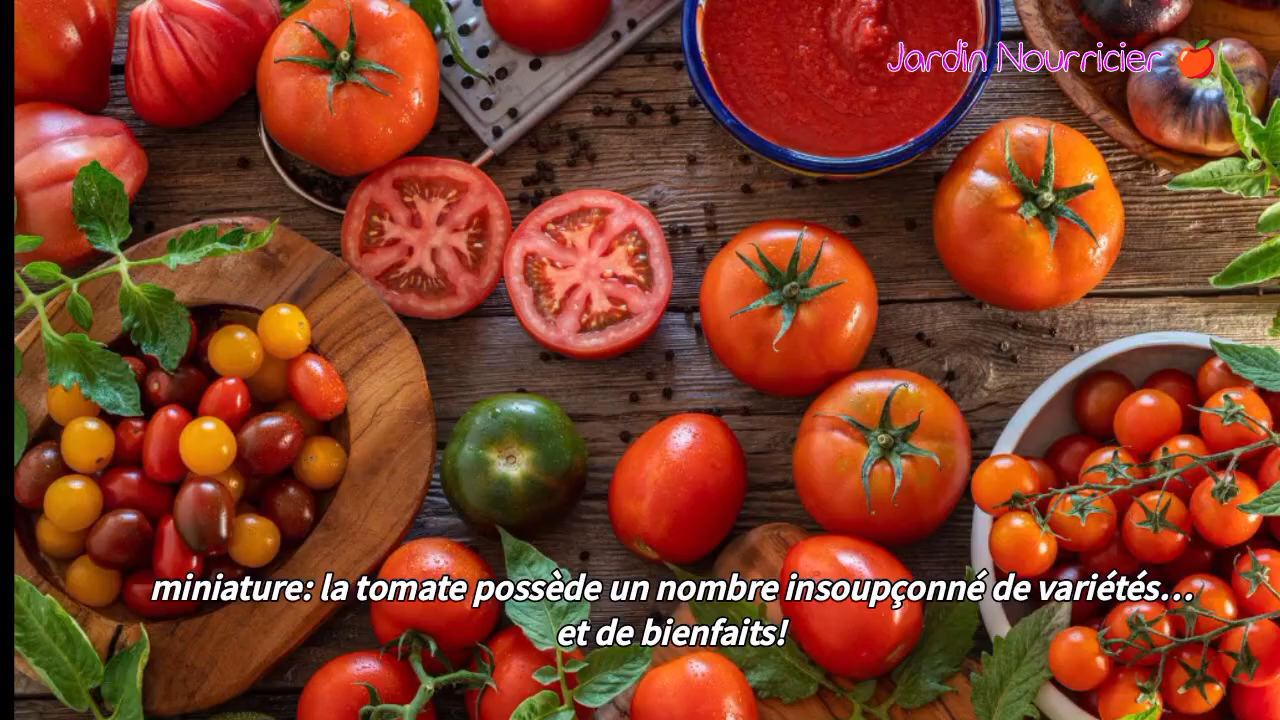 Jardin Nourricier 🍎
miniature: la tomate possède un nombre insoupçonné de variétés...
et de bienfaits!